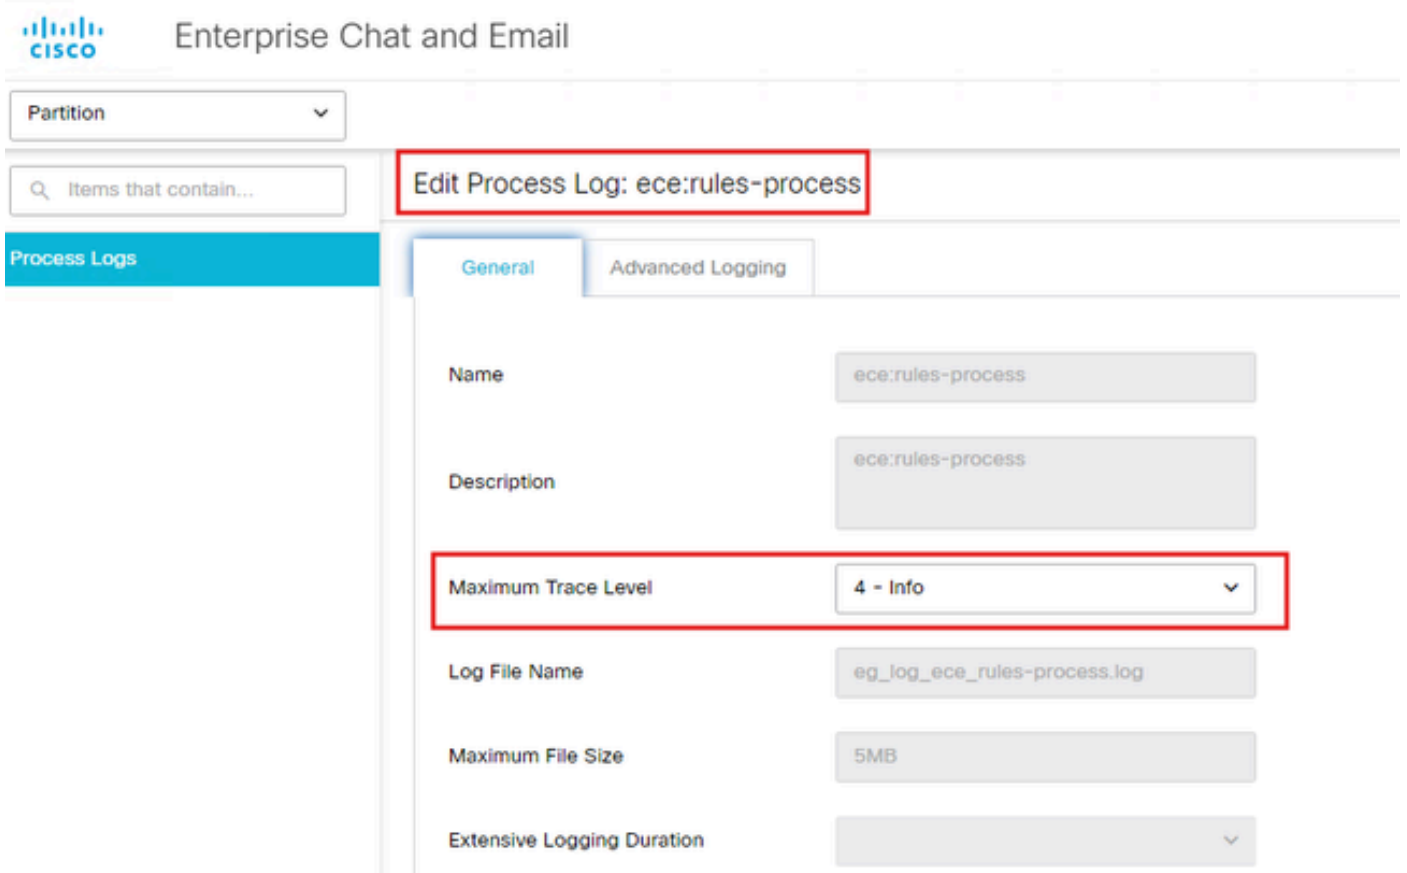 CISCO
Enterprise Chat and Email
Partition
Items that contain...
Edit Process Log: ece:rules-process
Process Logs
General
Advanced Logging
Name
ece:rules-process
Description
ece:rules-process
Maximum Trace Level
4 - Info
Log File Name
eg_log_ece_rules-process.log
Maximum File Size
5MB
Extensive Logging Duration